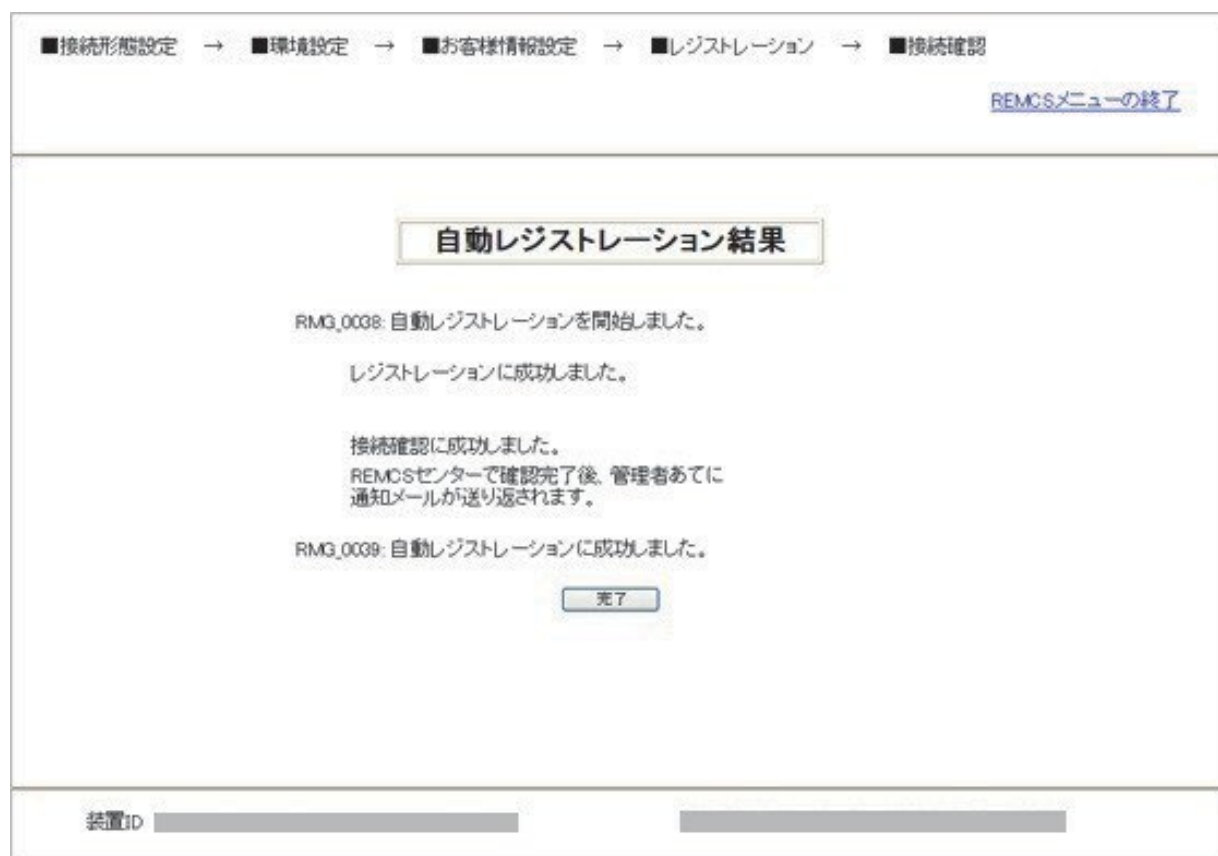 ■接続形態設定 → ■環境設定 → ■お客様情報設定 → ■レジストレーション → ■接続確認
REMCSメニューの終了
自動レジストレーション結果
RMG_0038: 自動レジストレーションを開始しました。
レジストレーションに成功しました。
接続確認に成功しました。
REMCSセンターで確認完了後、管理者あてに
通知メールが送り返されます。
RMG_0039: 自動レジストレーションに成功しました。
完了
装置ID